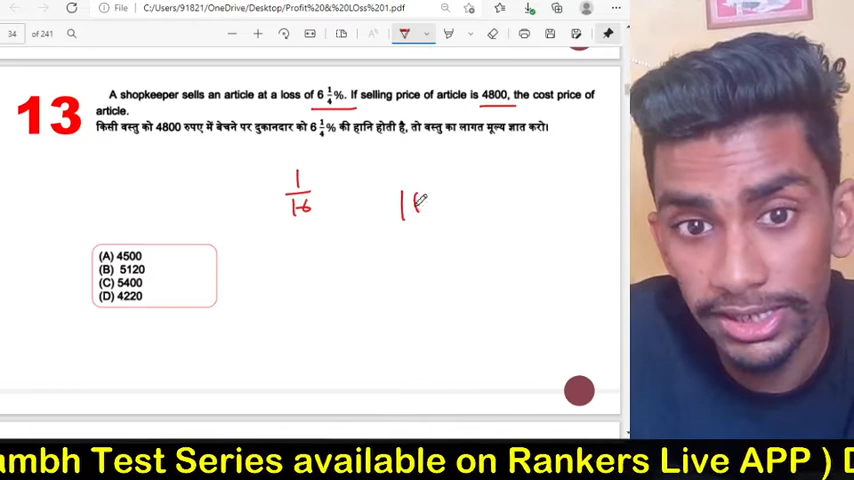 C:/Users/91821/OneDrive/Desktop/Profit%20&%20LOss%201.pdf
34 of 241
13
A shopkeeper sells an article at a loss of 6 1/4%. If selling price of article is 4800, the cost price of
article.
किसी वस्तु को 4800 रुपए में बेचने पर दुकानदार को 6 1/4% की हानि होती है, तो वस्तु का लागत मूल्य ज्ञात करो।
1
16
(A) 4500
(B) 5120
(C) 5400
(D) 4220
ambh Test Series available on Rankers Live APP ) D